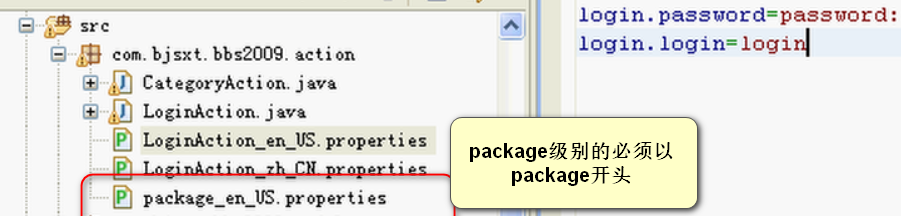 src
com.bjsxt.bbs2009.action
CategoryAction.java
LoginAction.java
LoginAction_en_US.properties
LoginAction_zh_CN.properties
package_en_US.properties
login.password=password:
login.login=login
package级别的必须以
package开头